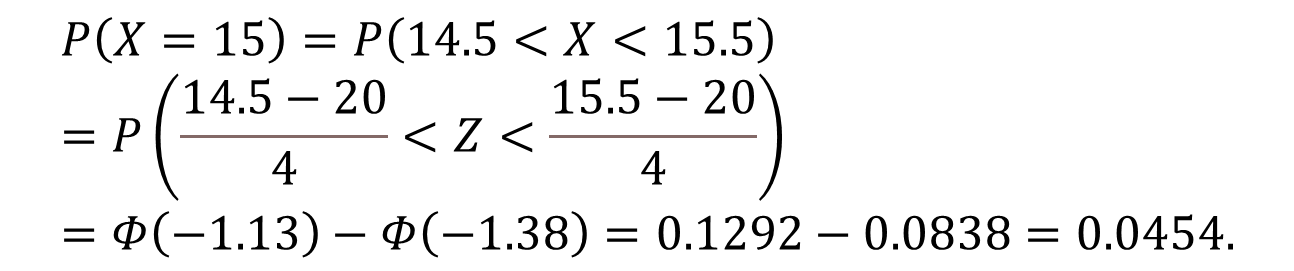 P(X = 15) = P(14.5 < X < 15.5)
= P((14.5 − 20)/4 < Z < (15.5 − 20)/4)
= Φ(−1.13) − Φ(−1.38) = 0.1292 − 0.0838 = 0.0454.